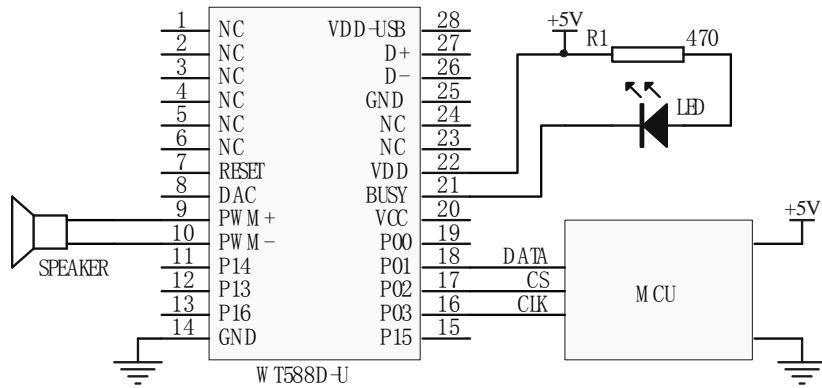 1 NC VDD-USB 28
2 NC D+ 27
3 NC D- 26
4 NC GND 25
5 NC NC 24
6 NC NC 23
7 RESET VDD 22
8 DAC BUSY 21
9 PWM+ VCC 20
10 PWM- P00 19
11 P14 P01 18 DATA
12 P13 P02 17 CS
13 P16 P03 16 CLK
14 GND P15 15
WT588D-U
SPEAKER
+5V
R1 470
LED
MCU
+5V